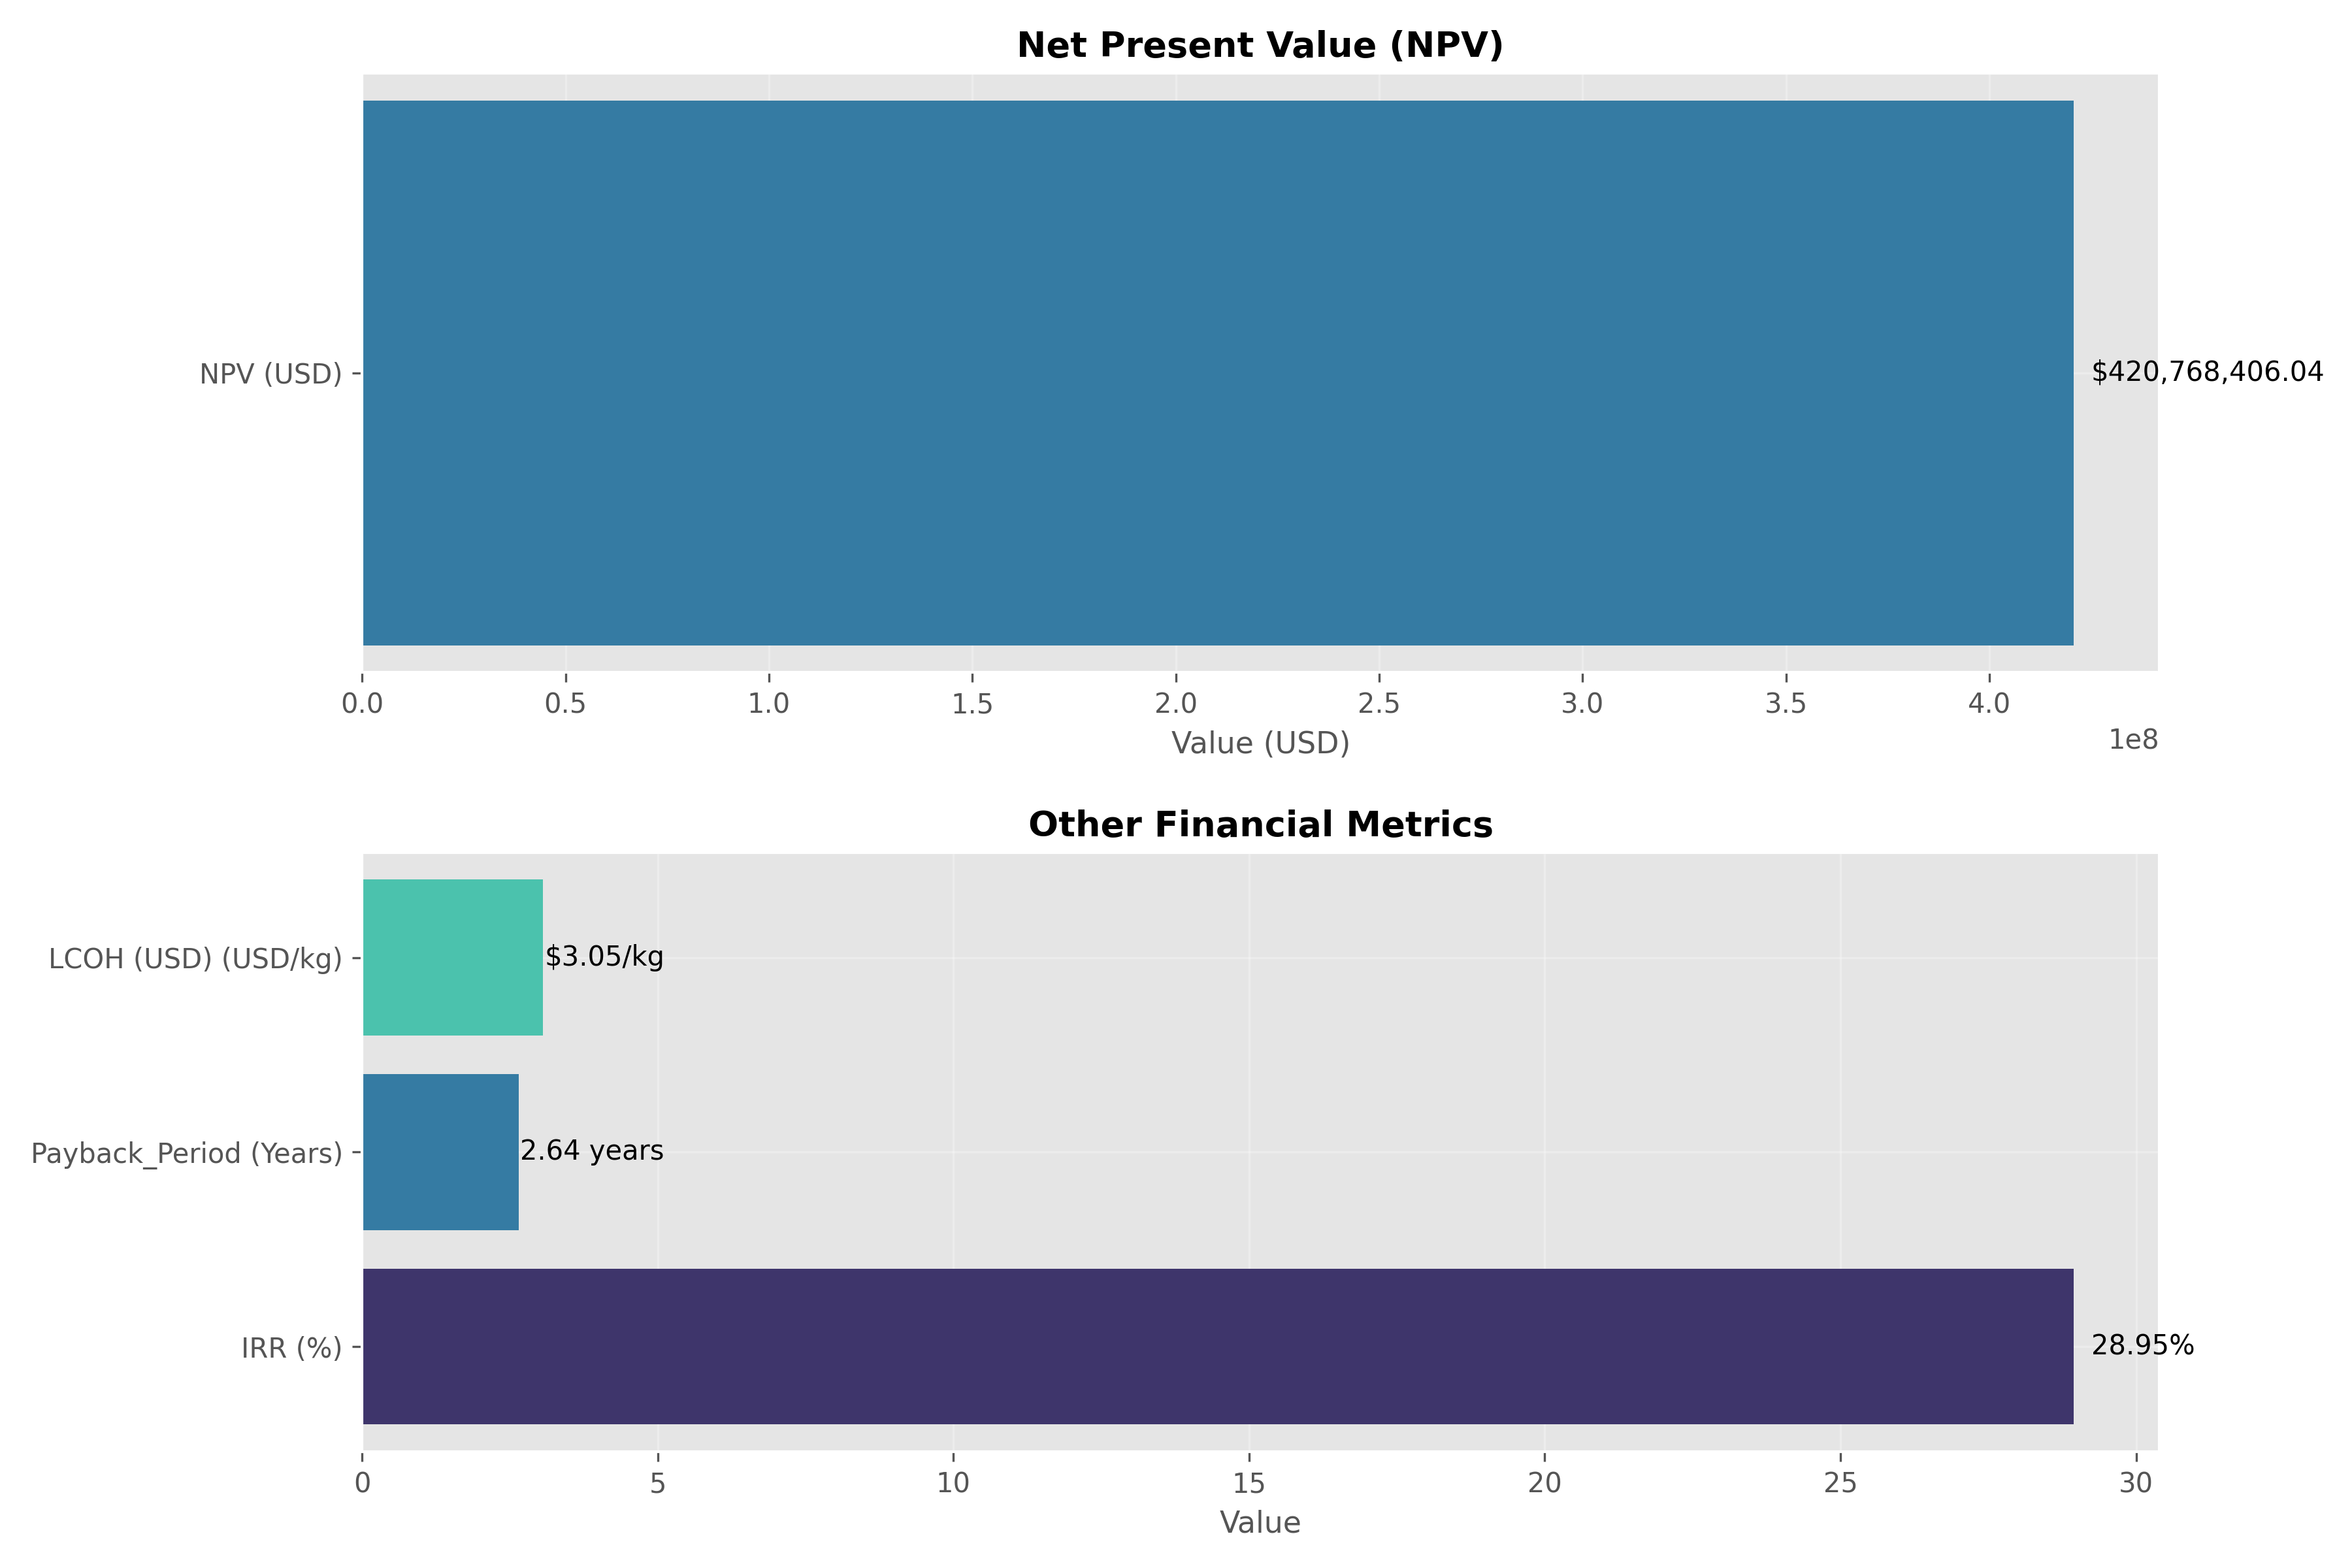 Net Present Value (NPV)
NPV (USD)
$420,768,406.04
0.0 0.5 1.0 1.5 2.0 2.5 3.0 3.5 4.0
Value (USD)
1e8
Other Financial Metrics
LCOH (USD) (USD/kg)
$3.05/kg
Payback_Period (Years)
2.64 years
IRR (%)
28.95%
0 5 10 15 20 25 30
Value